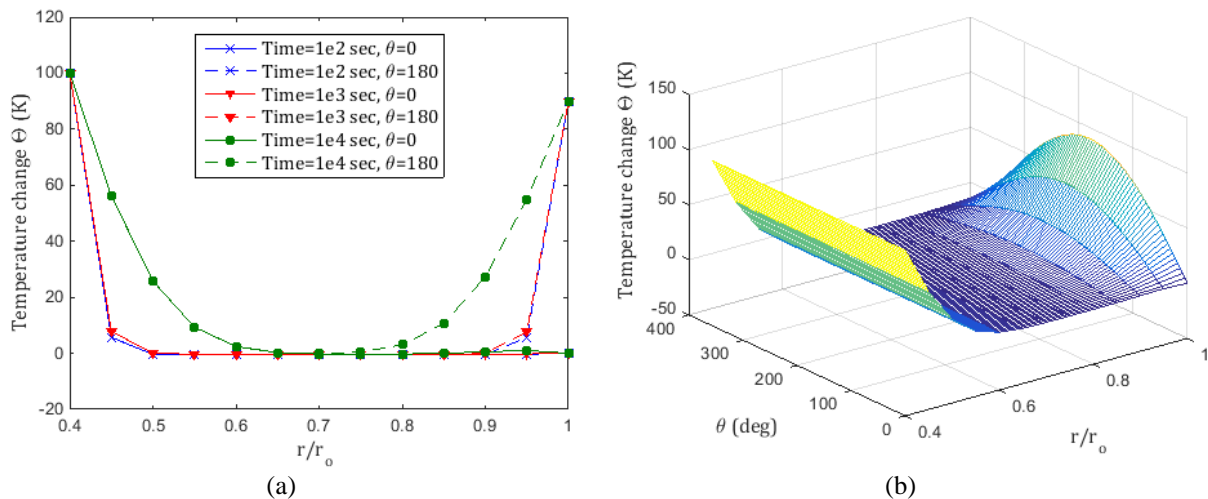 120
100
80
60
40
20
0
-20
Temperature change Θ (K)
Time=1e2 sec, θ=0
Time=1e2 sec, θ=180
Time=1e3 sec, θ=0
Time=1e3 sec, θ=180
Time=1e4 sec, θ=0
Time=1e4 sec, θ=180
0.4 0.5 0.6 0.7 0.8 0.9 1
r/r_o
(a)
150
100
50
0
-50
Temperature change Θ (K)
400
300
200
100
0
θ (deg)
0.4
0.6
0.8
1
r/r_o
(b)